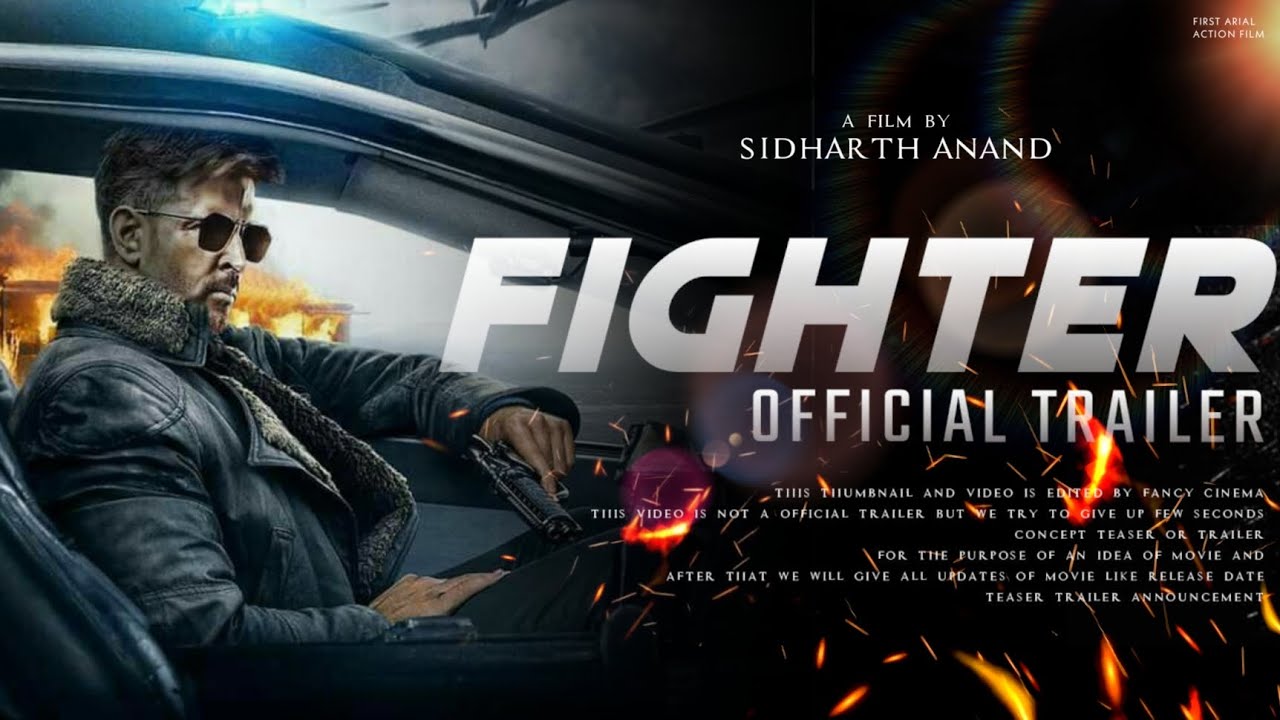 FIRST ARIAL
ACTION FILM
A FILM BY
SIDHARTH ANAND
FIGHTER
OFFICIAL TRAILER
THIS THUMBNAIL AND VIDEO IS EDITED BY FANCY CINEMA
THIS VIDEO IS NOT A OFFICIAL TRAILER BUT WE TRY TO GIVE UP FEW SECONDS
CONCEPT TEASER OR TRAILER
FOR THE PURPOSE OF AN IDEA OF MOVIE AND
AFTER THAT WE WILL GIVE ALL UPDATES OF MOVIE LIKE RELEASE DATE
TEASER TRAILER ANNOUNCEMENT